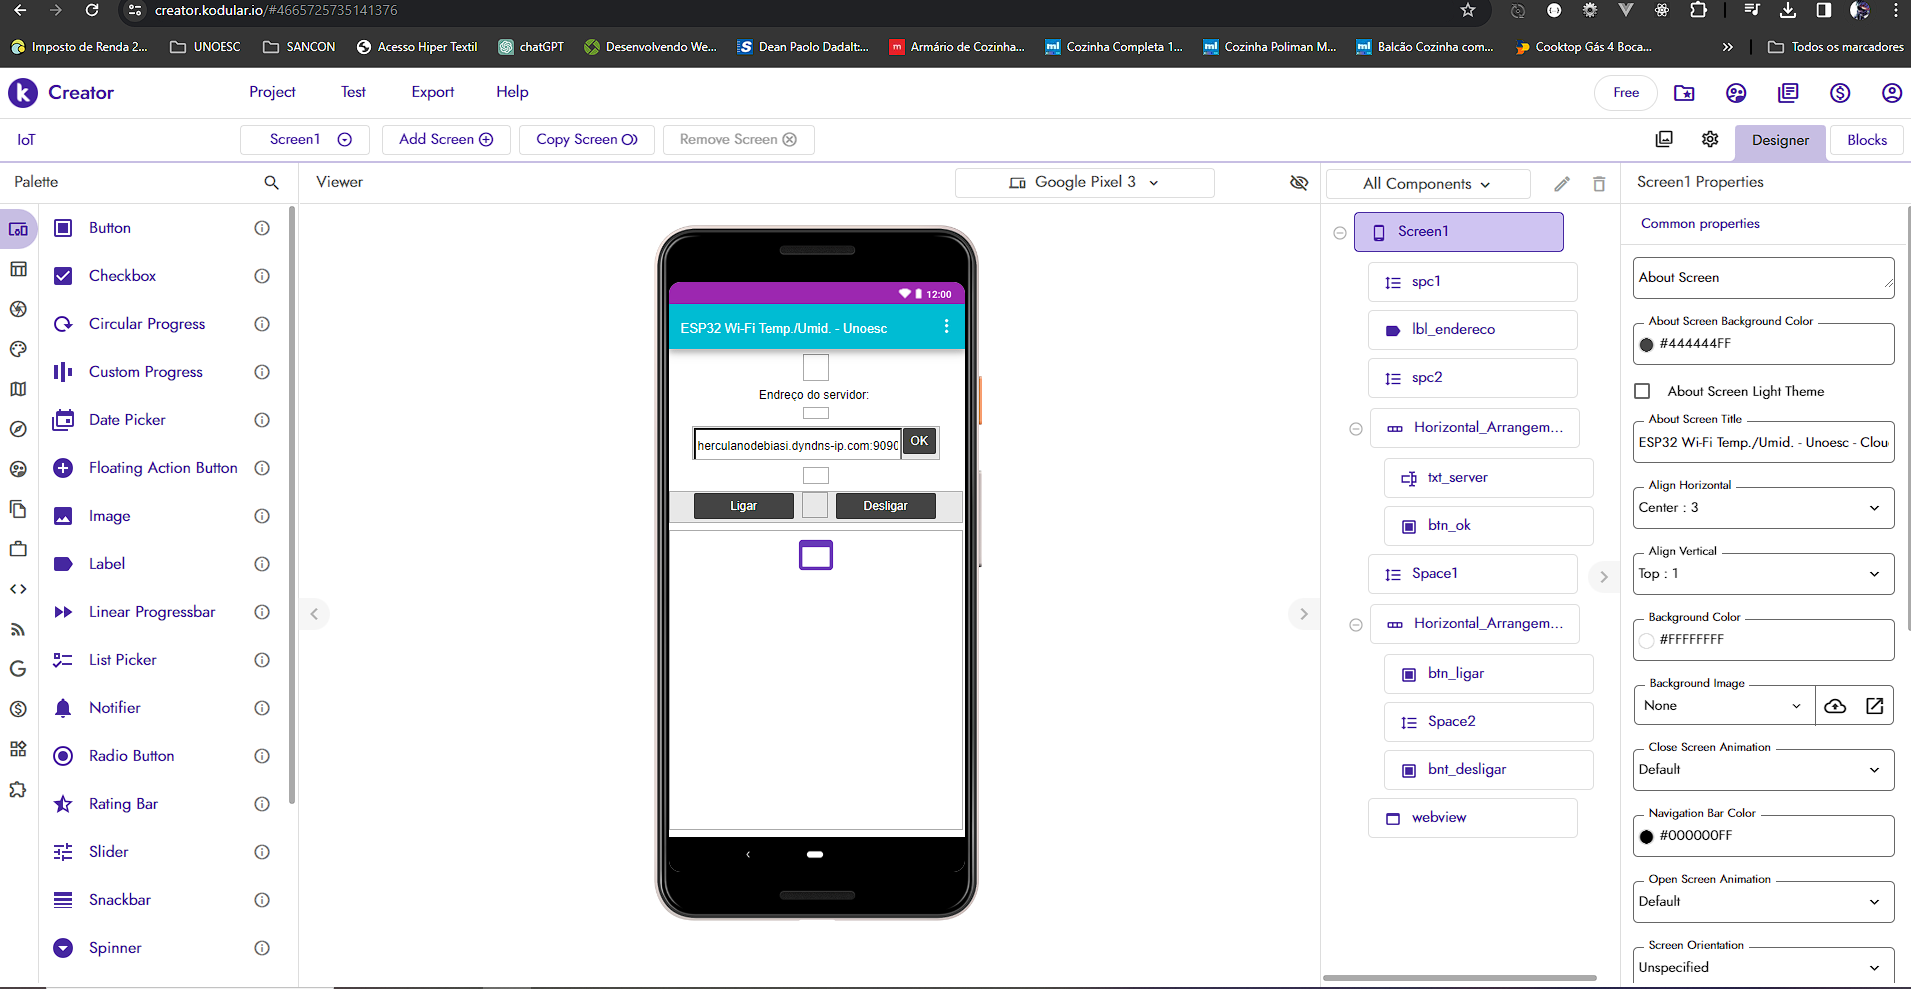 creator.kodular.io/#4665725735141376
Imposto de Renda 2... UNOESC SANCON Acesso Hiper Textil chatGPT Desenvolvendo We... Dean Paolo Dadalt:... Armário de Cozinha... Cozinha Completa 1... Cozinha Poliman M... Balcão Cozinha com... Cooktop Gás 4 Boca... » Todos os marcadores
Creator Project Test Export Help Free
IoT Screen1 Add Screen Copy Screen Remove Screen Designer Blocks
Palette
Button
Checkbox
Circular Progress
Custom Progress
Date Picker
Floating Action Button
Image
Label
Linear Progressbar
List Picker
Notifier
Radio Button
Rating Bar
Slider
Snackbar
Spinner
Viewer
Google Pixel 3
12:00
ESP32 Wi-Fi Temp./Umid. - Unoesc
Endreço do servidor:
herculanodebiasi.dyndns-ip.com:9090
OK
Ligar
Desligar
All Components
Screen1
spc1
lbl_endereco
spc2
Horizontal_Arrangem...
txt_server
btn_ok
Space1
Horizontal_Arrangem...
btn_ligar
Space2
bnt_desligar
webview
Screen1 Properties
Common properties
About Screen
About Screen Background Color
#444444FF
About Screen Light Theme
About Screen Title
ESP32 Wi-Fi Temp./Umid. - Unoesc - Clou
Align Horizontal
Center : 3
Align Vertical
Top : 1
Background Color
#FFFFFFFF
Background Image
None
Close Screen Animation
Default
Navigation Bar Color
#000000FF
Open Screen Animation
Default
Screen Orientation
Unspecified